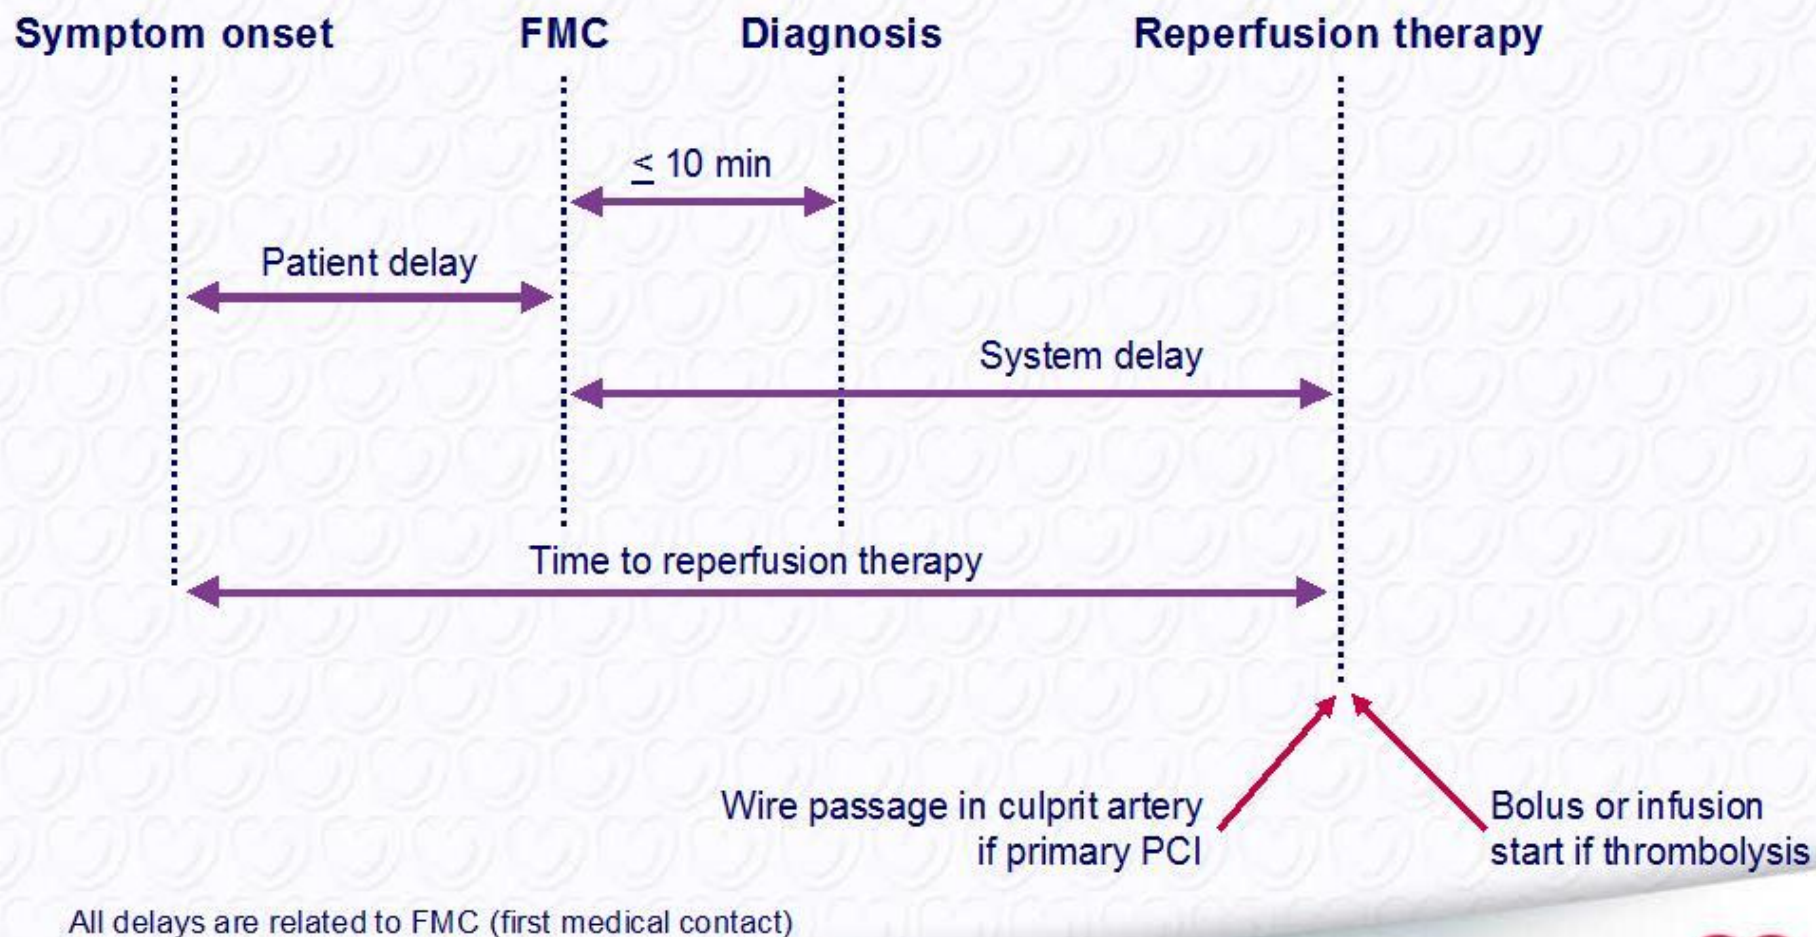 Symptom onset FMC Diagnosis Reperfusion therapy
≤ 10 min
Patient delay
System delay
Time to reperfusion therapy
Wire passage in culprit artery
if primary PCI
Bolus or infusion
start if thrombolysis
All delays are related to FMC (first medical contact)